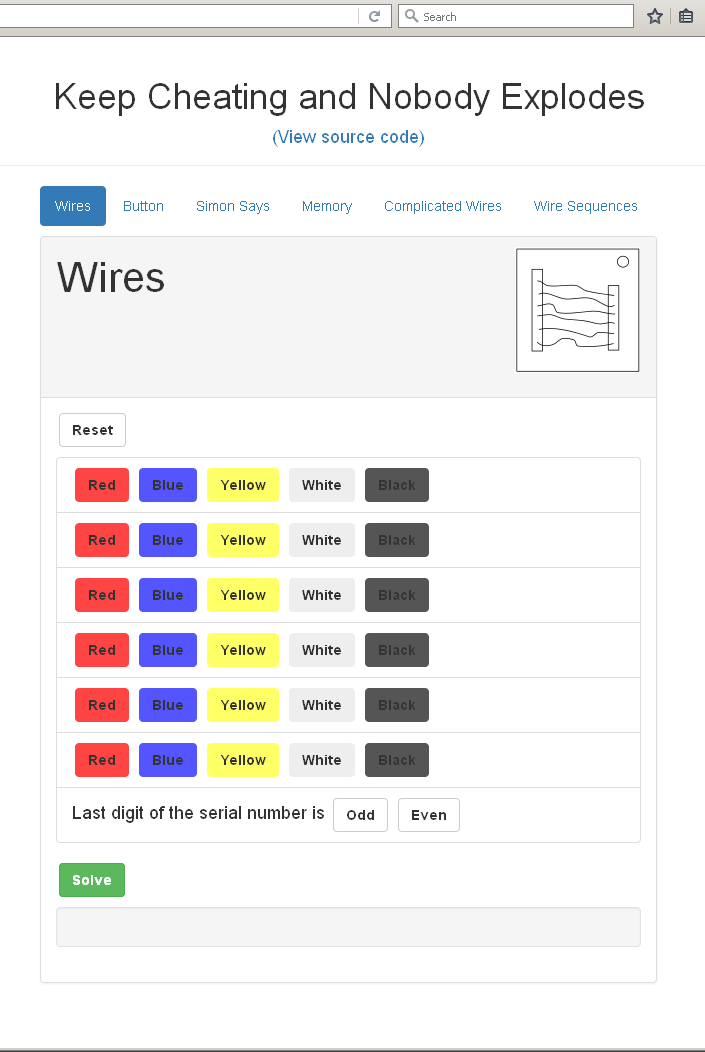 Search
Keep Cheating and Nobody Explodes
(View source code)
Wires Button Simon Says Memory Complicated Wires Wire Sequences
Wires
Reset
Red Blue Yellow White Black
Red Blue Yellow White Black
Red Blue Yellow White Black
Red Blue Yellow White Black
Red Blue Yellow White Black
Red Blue Yellow White Black
Last digit of the serial number is Odd Even
Solve